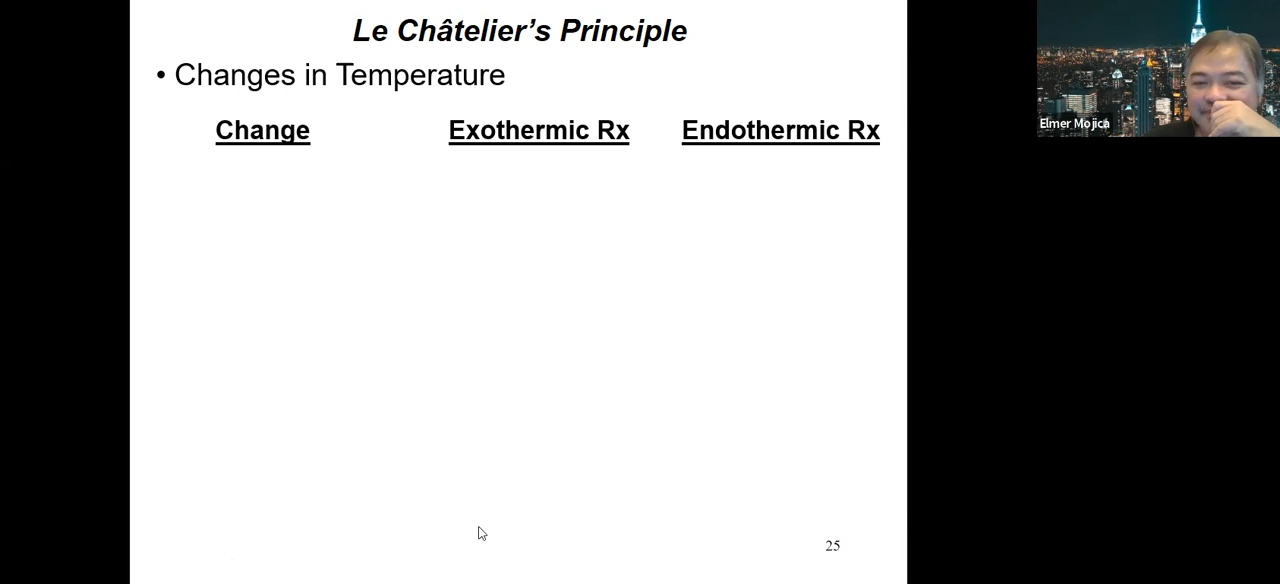 Le Châtelier’s Principle
• Changes in Temperature
Change Exothermic Rx Endothermic Rx
25
Elmer Mojica